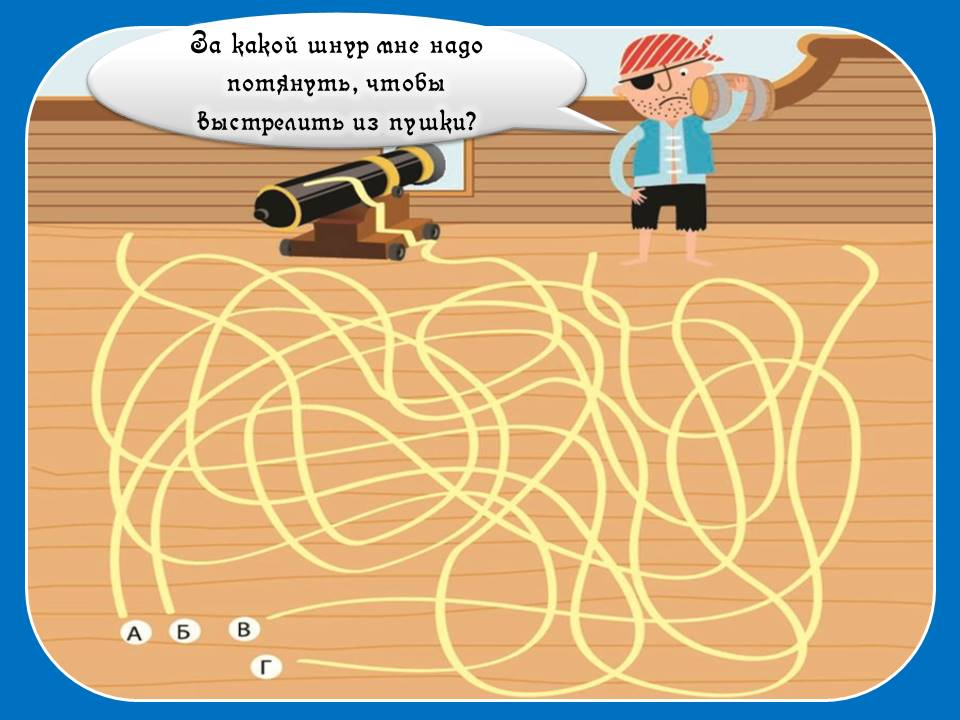 За какой шнур мне надо
потянуть, чтобы
выстрелить из пушки?
А Б В
Г